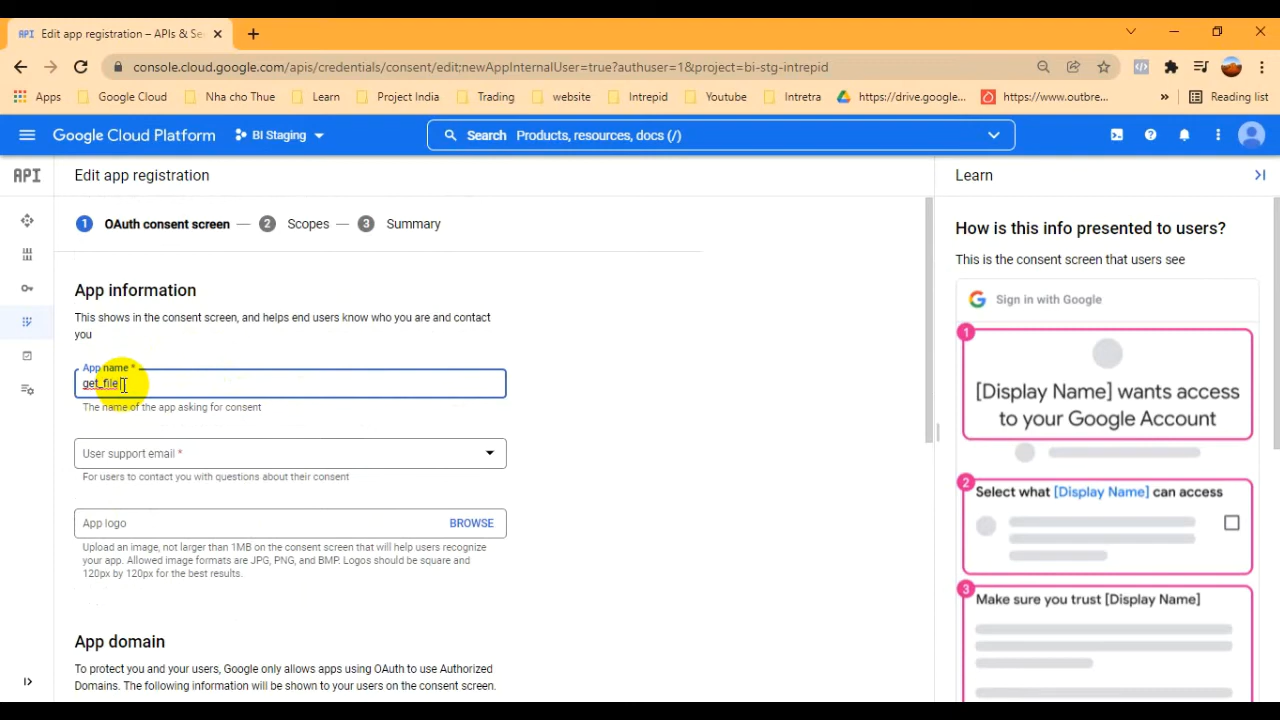 API Edit app registration – APIs & Se
console.cloud.google.com/apis/credentials/consent/edit;newAppInternalUser=true?authuser=1&project=bi-stg-intrepid
Apps Google Cloud Nha cho Thue Learn Project India Trading website Intrepid Youtube Intretra https://drive.google... https://www.outbre... » Reading list
Google Cloud Platform BI Staging Search Products, resources, docs (/)
API Edit app registration Learn
1 OAuth consent screen — 2 Scopes — 3 Summary
App information
This shows in the consent screen, and helps end users know who you are and contact
you
App name *
get_file
The name of the app asking for consent
User support email *
For users to contact you with questions about their consent
App logo BROWSE
Upload an image, not larger than 1MB on the consent screen that will help users recognize
your app. Allowed image formats are JPG, PNG, and BMP. Logos should be square and
120px by 120px for the best results.
App domain
To protect you and your users, Google only allows apps using OAuth to use Authorized
Domains. The following information will be shown to your users on the consent screen.
How is this info presented to users?
This is the consent screen that users see
G Sign in with Google
1
[Display Name] wants access
to your Google Account
2
Select what [Display Name] can access
3
Make sure you trust [Display Name]